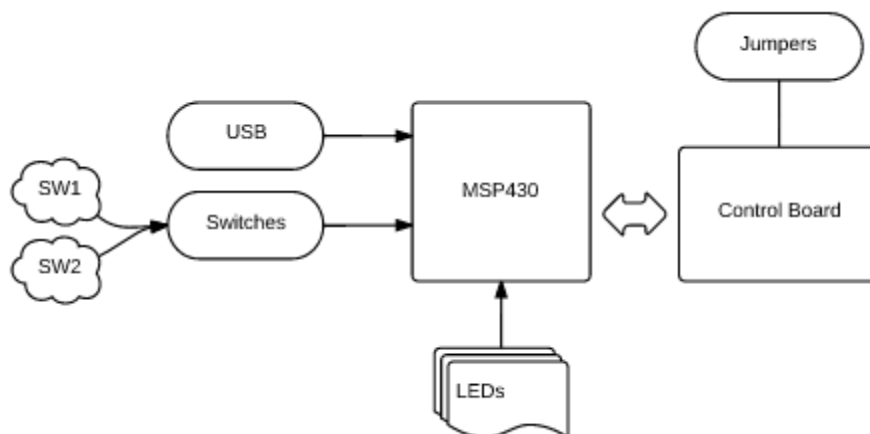 Jumpers
USB
MSP430
SW1
Switches
Control Board
SW2
LEDs